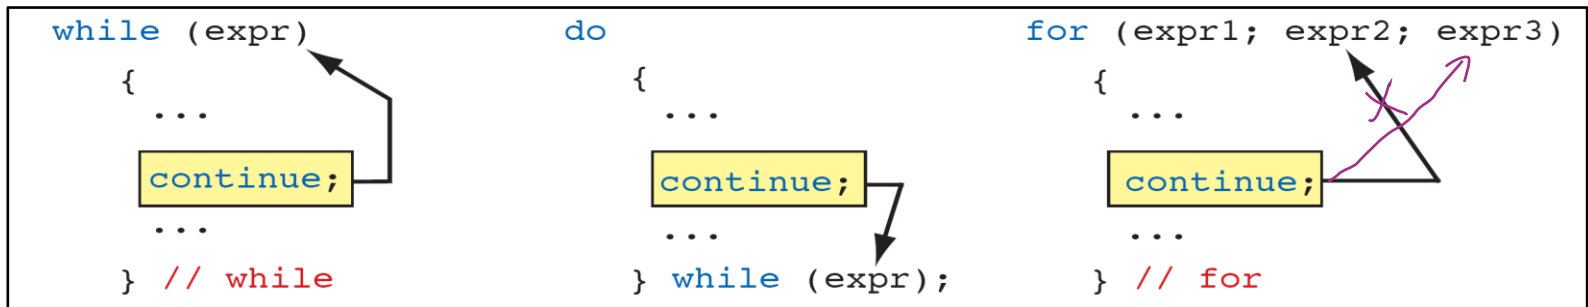 while (expr)
{
...
continue;
...
} // while
do
{
...
continue;
...
} while (expr);
for (expr1; expr2; expr3)
{
...
continue;
...
} // for